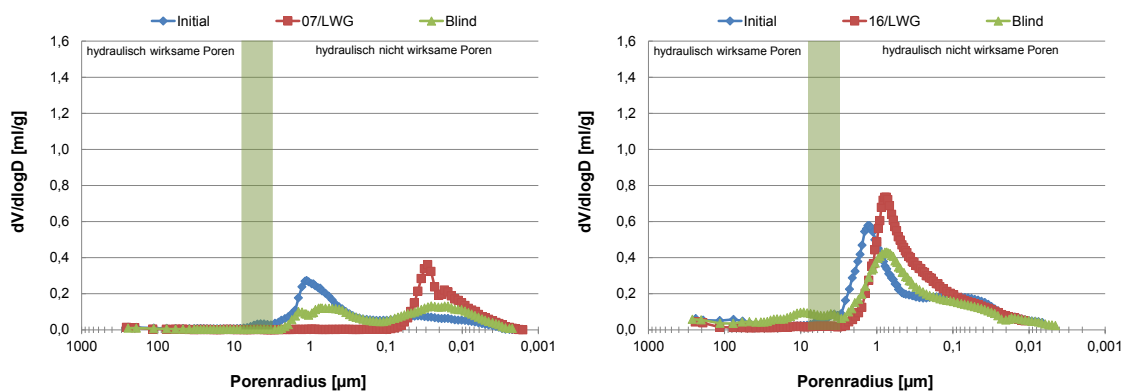 Initial 07/LWG Blind
hydraulisch wirksame Poren hydraulisch nicht wirksame Poren
dV/dlogD [ml/g]
1,6
1,4
1,2
1,0
0,8
0,6
0,4
0,2
0,0
1000 100 10 1 0,1 0,01 0,001
Porenradius [µm]
Initial 16/LWG Blind
hydraulisch wirksame Poren hydraulisch nicht wirksame Poren
dV/dlogD [ml/g]
1,6
1,4
1,2
1,0
0,8
0,6
0,4
0,2
0,0
1000 100 10 1 0,1 0,01 0,001
Porenradius [µm]